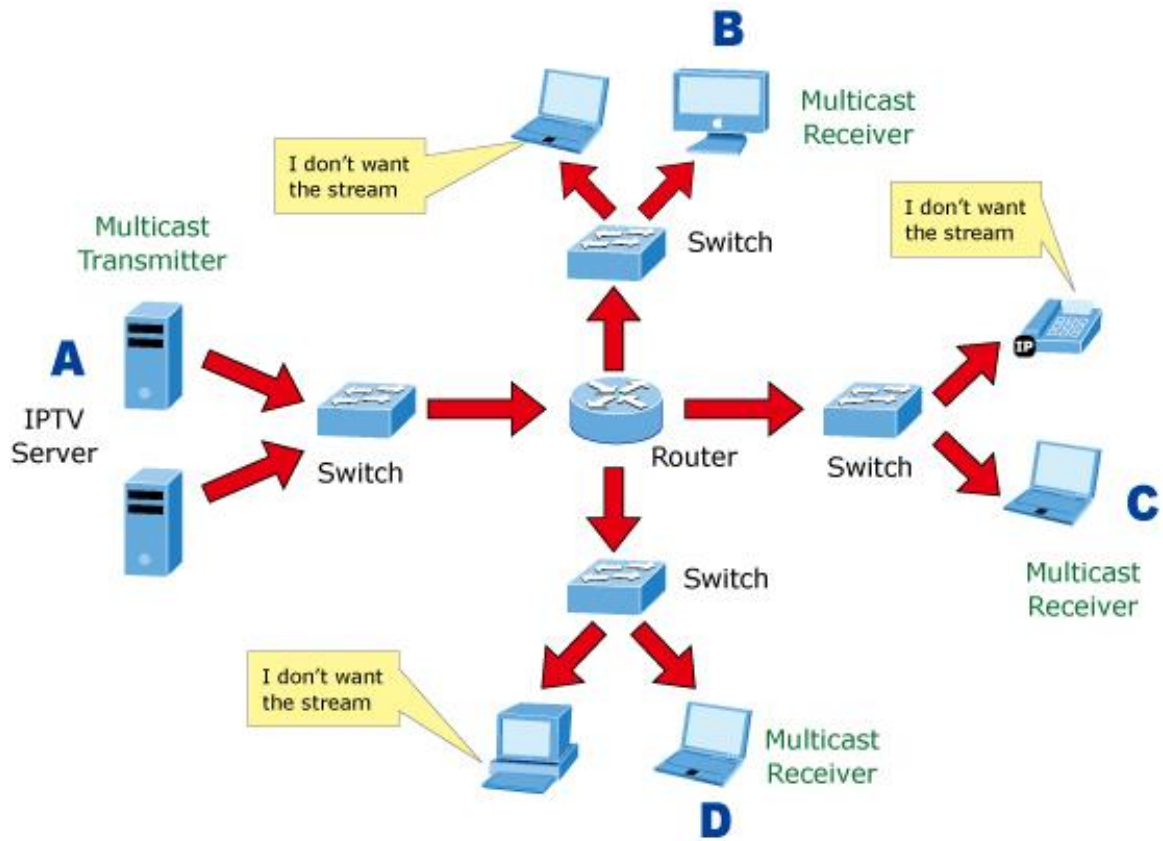 B
Multicast
Receiver
I don't want
the stream
I don't want
the stream
Switch
Multicast
Transmitter
A
IPTV
Server
IP
Switch
Router
Switch
C
Multicast
Receiver
Switch
I don't want
the stream
Multicast
Receiver
D